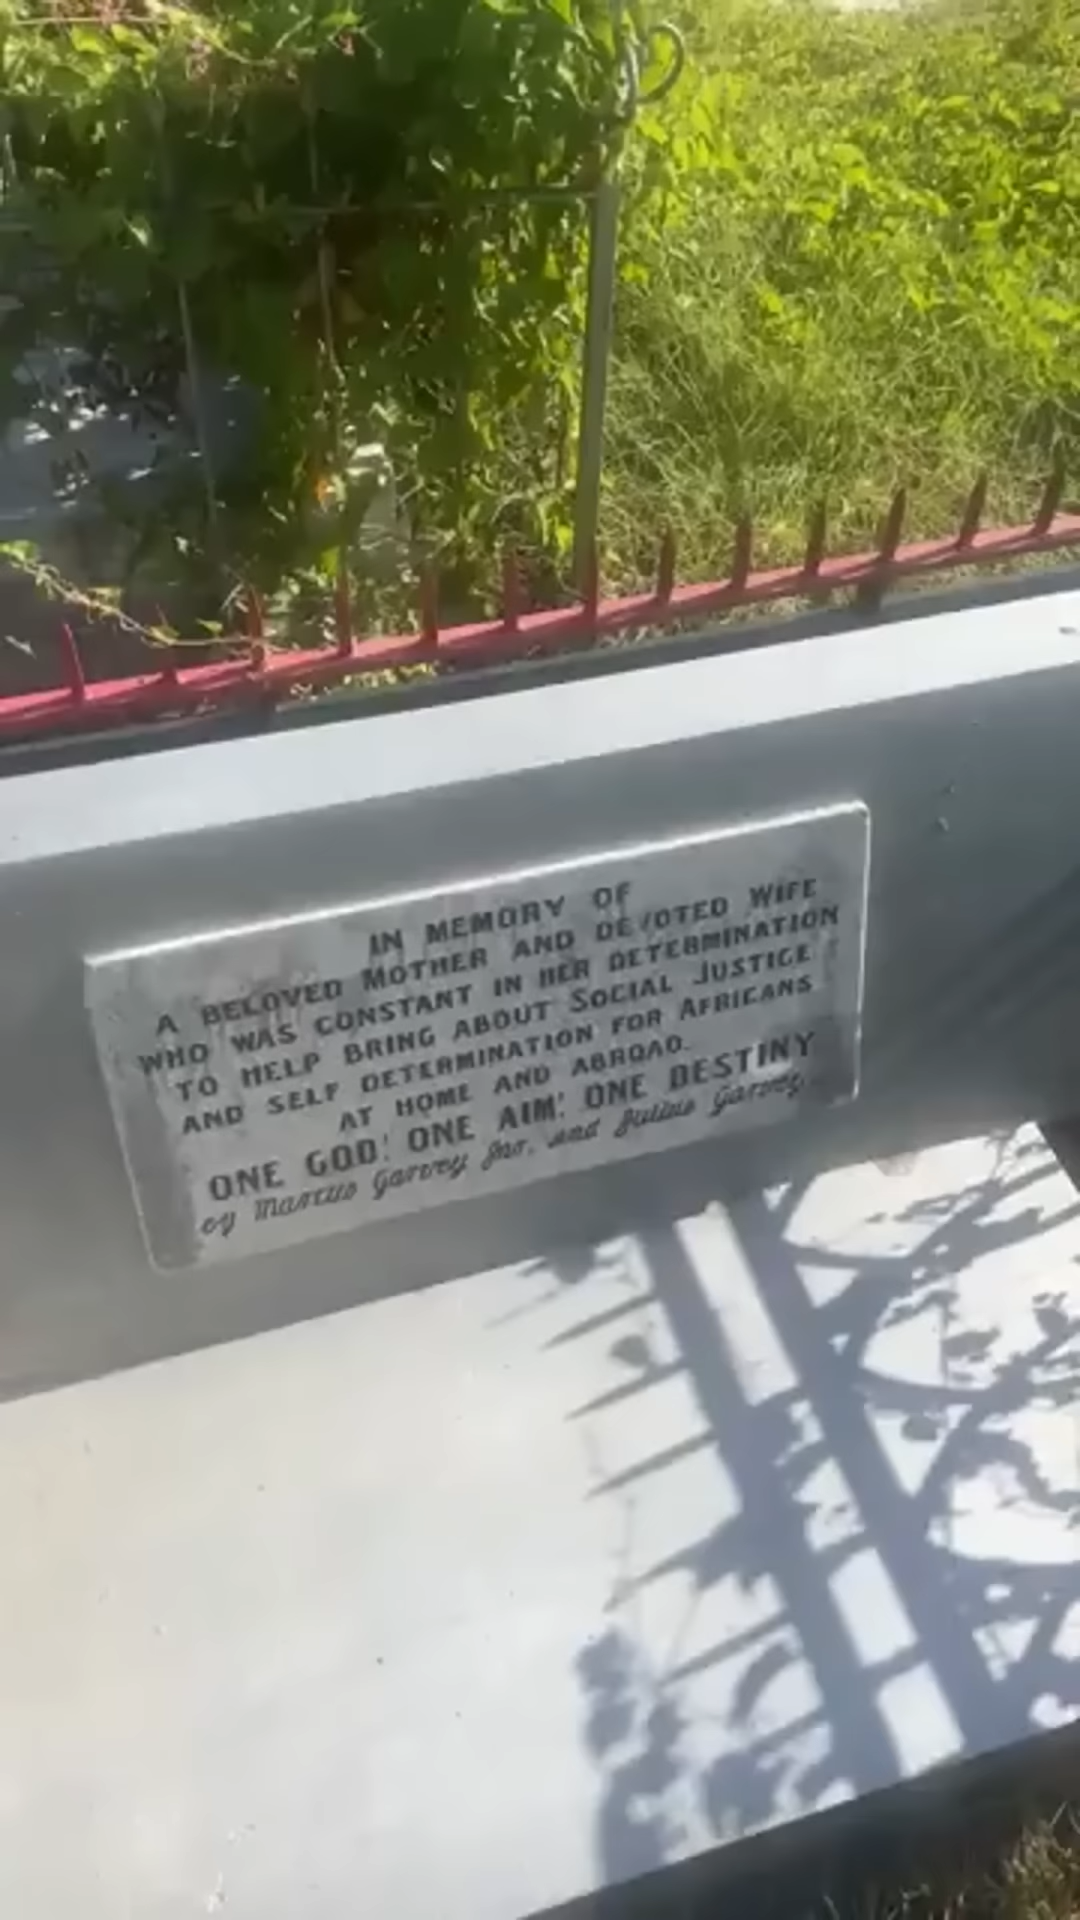 IN MEMORY OF
A BELOVED MOTHER AND DEVOTED WIFE
WHO WAS CONSTANT IN HER DETERMINATION
TO HELP BRING ABOUT SOCIAL JUSTICE
AND SELF DETERMINATION FOR AFRICANS
AT HOME AND ABROAD.
ONE GOD! ONE AIM! ONE DESTINY
By Marcus Garvey Jnr. and Julius Garvey.